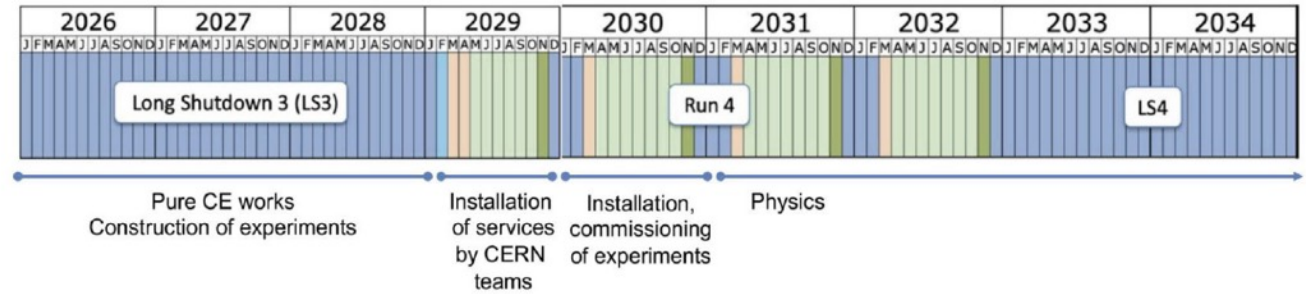 2026 2027 2028 2029 2030 2031 2032 2033 2034
JFMAMJJASOND JFMAMJJASOND JFMAMJJASOND JFMAMJJASOND JFMAMJJASOND JFMAMJJASOND JFMAMJJASOND JFMAMJJASOND JFMAMJJASOND
Long Shutdown 3 (LS3)
Run 4
LS4
Pure CE works
Construction of experiments
Installation
of services
by CERN
teams
Installation,
commissioning
of experiments
Physics